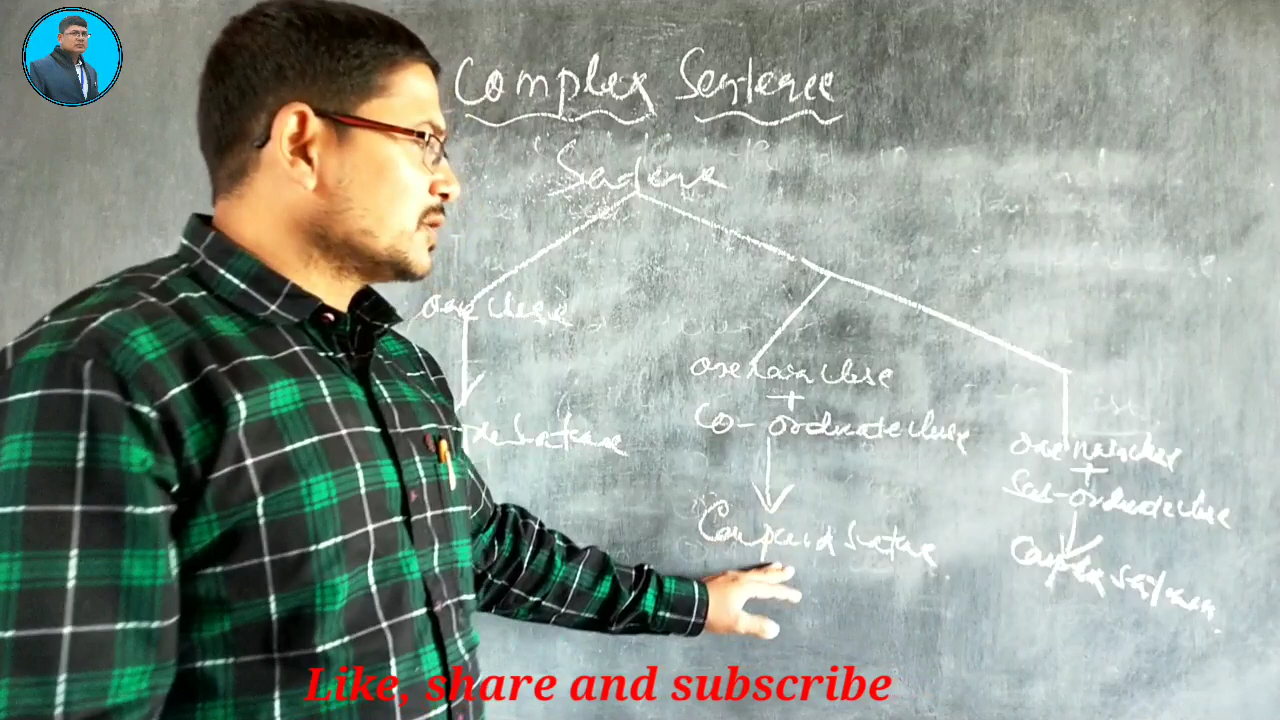 Complex Sentence
Sentence
one clause
Sentence
one main clause
+
Co-ordinate clause
Compound Sentence
one main clause
+
Sub-ordinate clause
Complex Sentence
Like, share and subscribe